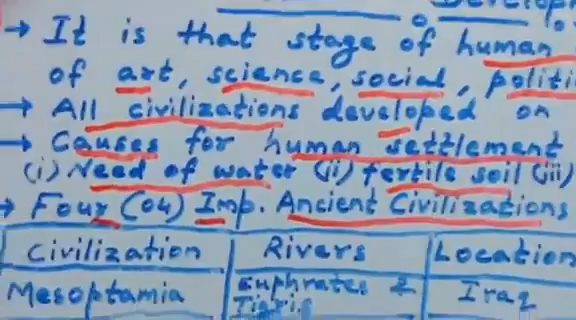 → It is that stage of human
of art, science, social, politi
→ All civilizations developed on
→ Causes for human settlement
(i) Need of water (ii) fertile soil (iii)
→ Four (04) Imp. Ancient Civilizations
Civilization Rivers Location
Mesoptamia Euphrates & Tigris Iraq